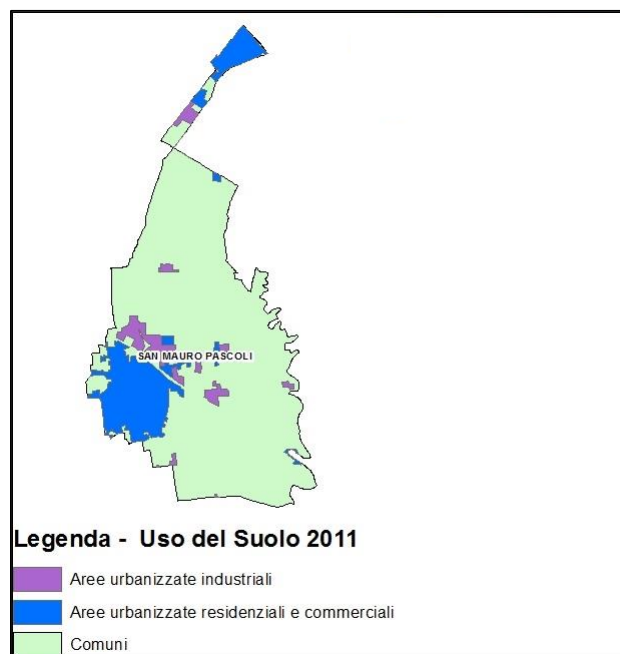 SAN MAURO PASCOLI
Legenda - Uso del Suolo 2011
Aree urbanizzate industriali
Aree urbanizzate residenziali e commerciali
Comuni